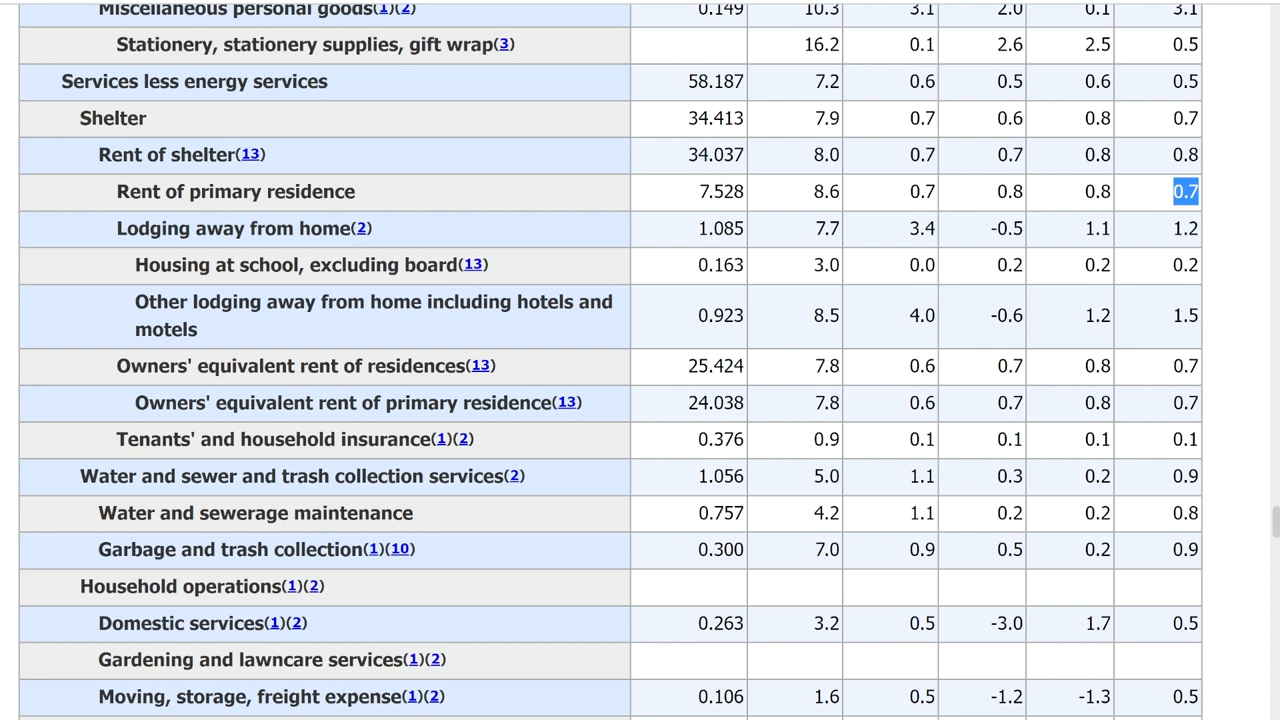 Miscellaneous personal goods(1)(2) 0.149 10.3 3.1 2.0 0.1 3.1
Stationery, stationery supplies, gift wrap(3) 16.2 0.1 2.6 2.5 0.5
Services less energy services 58.187 7.2 0.6 0.5 0.6 0.5
Shelter 34.413 7.9 0.7 0.6 0.8 0.7
Rent of shelter(13) 34.037 8.0 0.7 0.7 0.8 0.8
Rent of primary residence 7.528 8.6 0.7 0.8 0.8 0.7
Lodging away from home(2) 1.085 7.7 3.4 -0.5 1.1 1.2
Housing at school, excluding board(13) 0.163 3.0 0.0 0.2 0.2 0.2
Other lodging away from home including hotels and
motels 0.923 8.5 4.0 -0.6 1.2 1.5
Owners' equivalent rent of residences(13) 25.424 7.8 0.6 0.7 0.8 0.7
Owners' equivalent rent of primary residence(13) 24.038 7.8 0.6 0.7 0.8 0.7
Tenants' and household insurance(1)(2) 0.376 0.9 0.1 0.1 0.1 0.1
Water and sewer and trash collection services(2) 1.056 5.0 1.1 0.3 0.2 0.9
Water and sewerage maintenance 0.757 4.2 1.1 0.2 0.2 0.8
Garbage and trash collection(1)(10) 0.300 7.0 0.9 0.5 0.2 0.9
Household operations(1)(2)
Domestic services(1)(2) 0.263 3.2 0.5 -3.0 1.7 0.5
Gardening and lawncare services(1)(2)
Moving, storage, freight expense(1)(2) 0.106 1.6 0.5 -1.2 -1.3 0.5